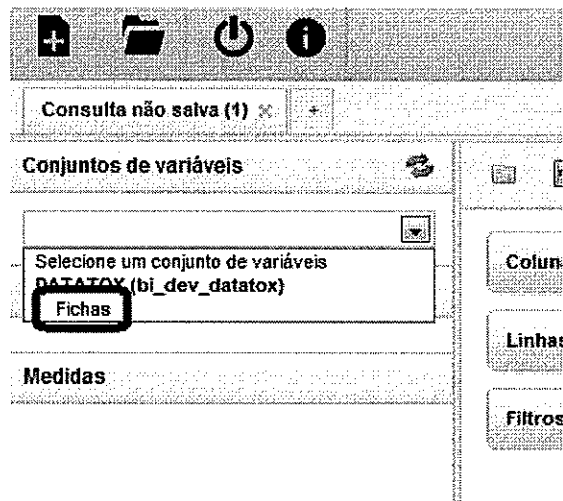 Consulta não salva (1) × +
Conjuntos de variáveis
Selecione um conjunto de variáveis
DATATOX (bi_dev_datatox)
Fichas
Medidas
Colun
Linhas
Filtros